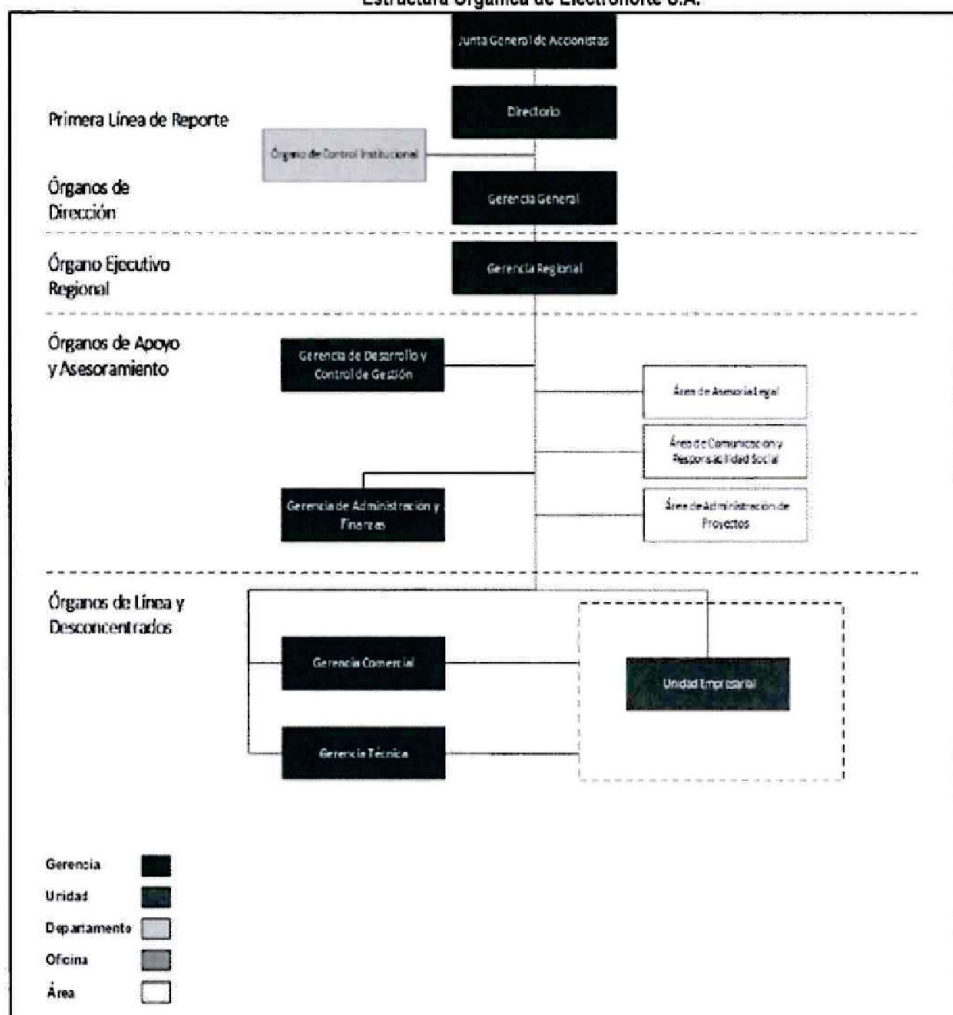 Estructura Orgánica de Electronorte S.A.
Junta General de Accionistas
Primera Línea de Reporte
Directorio
Órgano de Control Institucional
Órganos de
Dirección
Gerencia General
Órgano Ejecutivo
Regional
Gerencia Regional
Órganos de Apoyo
y Asesoramiento
Gerencia de Desarrollo y
Control de Gestión
Área de Asesoría Legal
Área de Comunicación y
Responsabilidad Social
Gerencia de Administración y
Finanzas
Área de Administración de
Proyectos
Órganos de Línea y
Desconcentrados
Gerencia Comercial
Unidad Empresarial
Gerencia Técnica
Gerencia
Unidad
Departamento
Oficina
Área